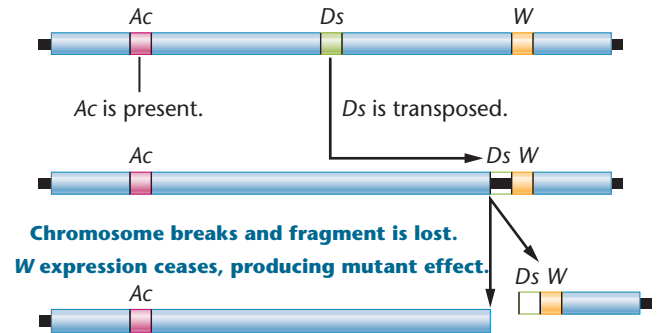 Ac Ds W
Ac is present. Ds is transposed.
Ac Ds W
Chromosome breaks and fragment is lost.
W expression ceases, producing mutant effect.
Ds W
Ac